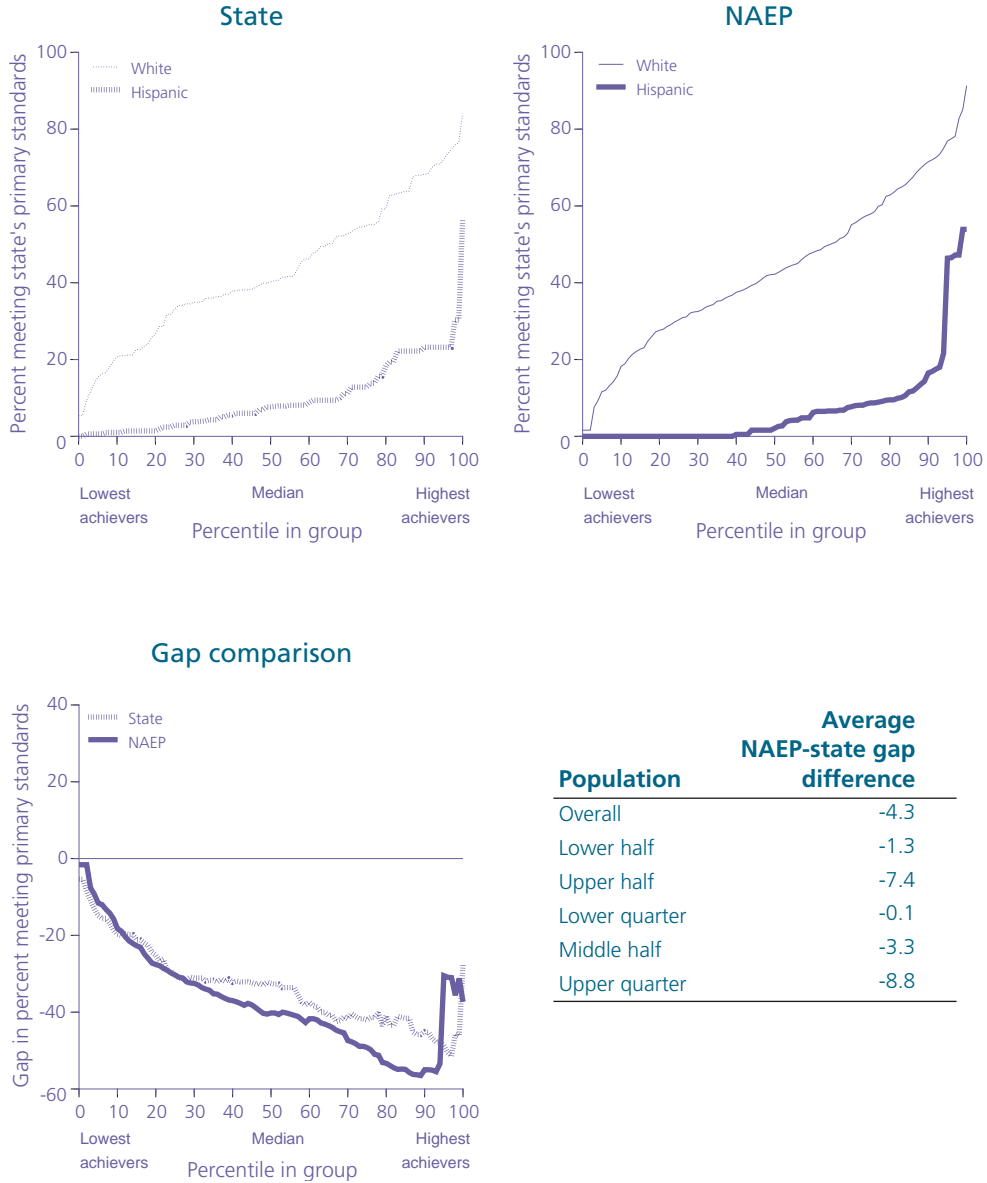 State
Percent meeting state's primary standards
100
80
60
40
20
0
White
Hispanic
0 10 20 30 40 50 60 70 80 90 100
Lowest achievers
Median
Highest achievers
Percentile in group
NAEP
Percent meeting state's primary standards
100
80
60
40
20
0
White
Hispanic
0 10 20 30 40 50 60 70 80 90 100
Lowest achievers
Median
Highest achievers
Percentile in group
Gap comparison
Gap in percent meeting primary standards
40
20
0
-20
-40
-60
State
NAEP
0 10 20 30 40 50 60 70 80 90 100
Lowest achievers
Median
Highest achievers
Percentile in group
Population Average NAEP-state gap difference
Overall -4.3
Lower half -1.3
Upper half -7.4
Lower quarter -0.1
Middle half -3.3
Upper quarter -8.8